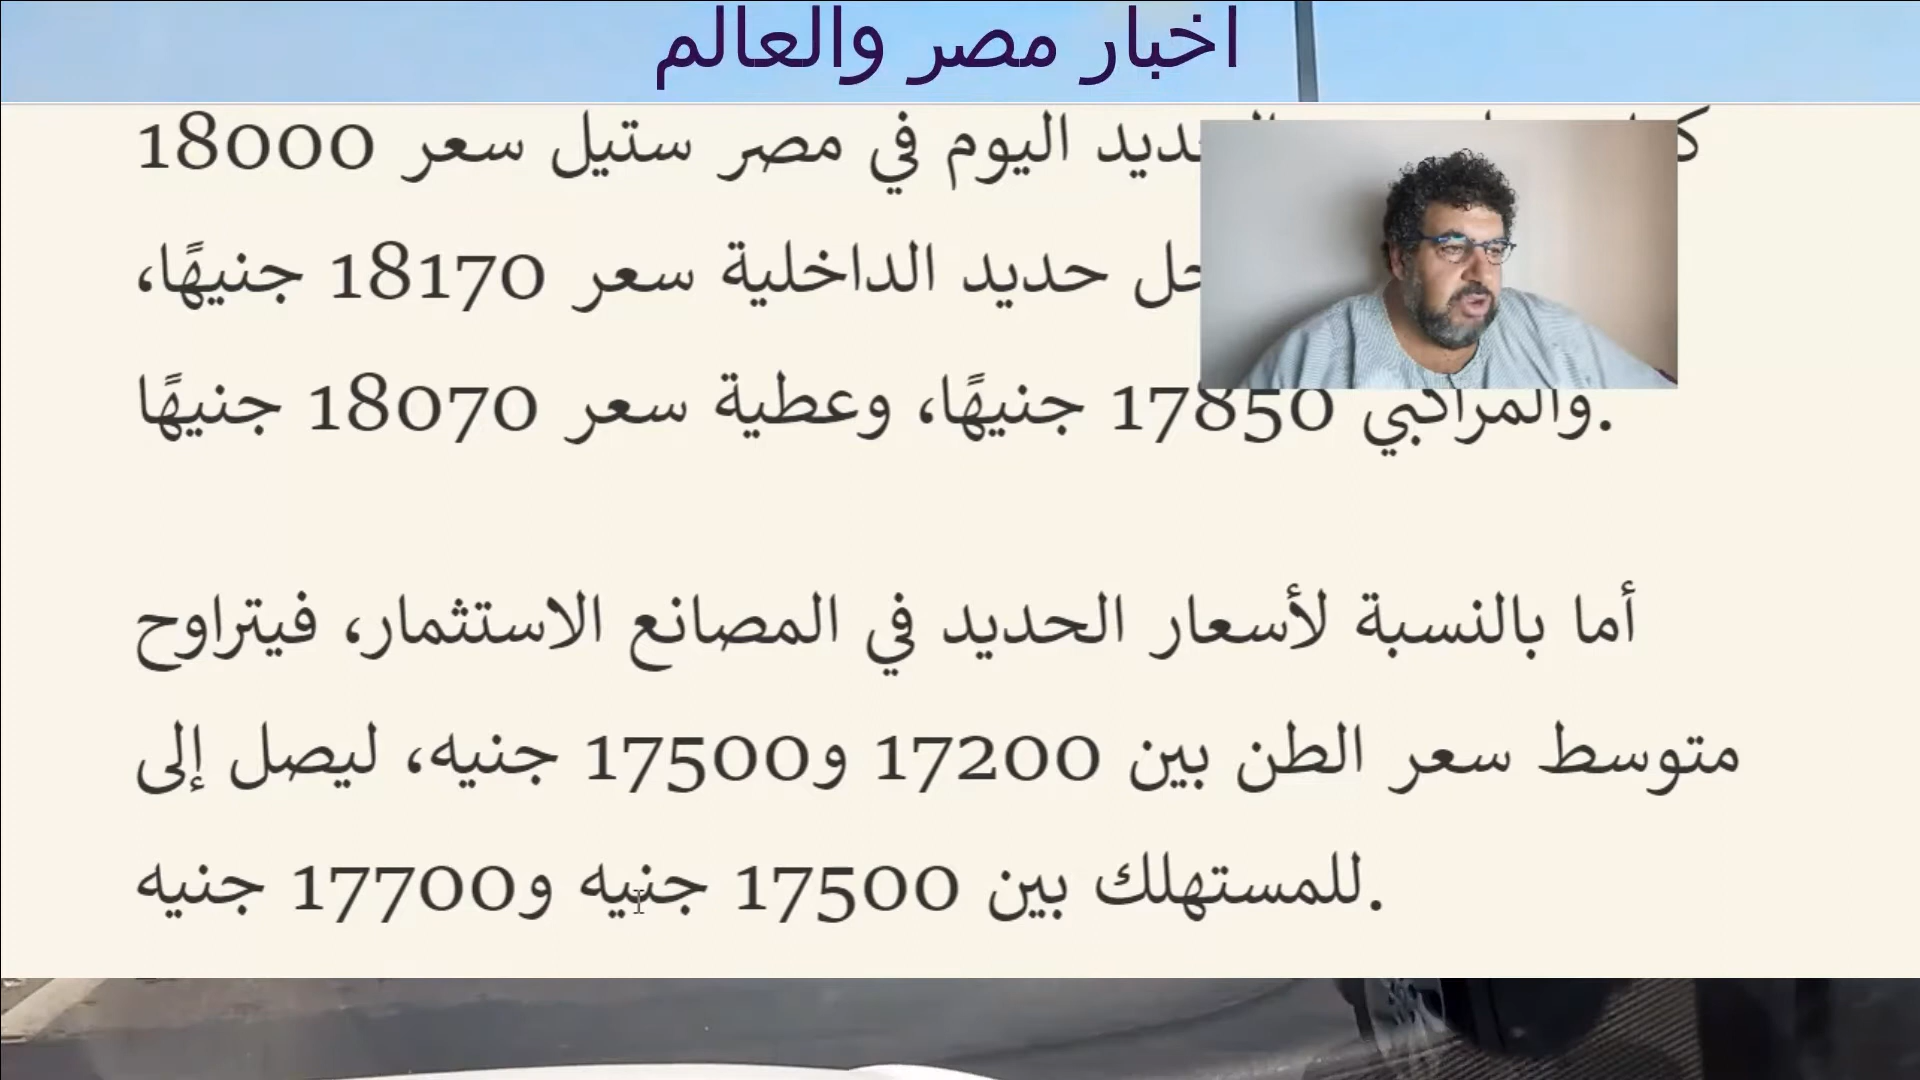 اخبار مصر والعالم
اليوم في مصر ستيل سعر 18000
حديد الداخلية سعر 18170 جنيهًا،
والمراكبي 17850 جنيهًا، وعطية سعر 18070 جنيهًا.
أما بالنسبة لأسعار الحديد في المصانع الاستثمار، فيتراوح
متوسط سعر الطن بين 17200 و17500 جنيه، ليصل إلى
للمستهلك بين 17500 جنيه و17700 جنيه.